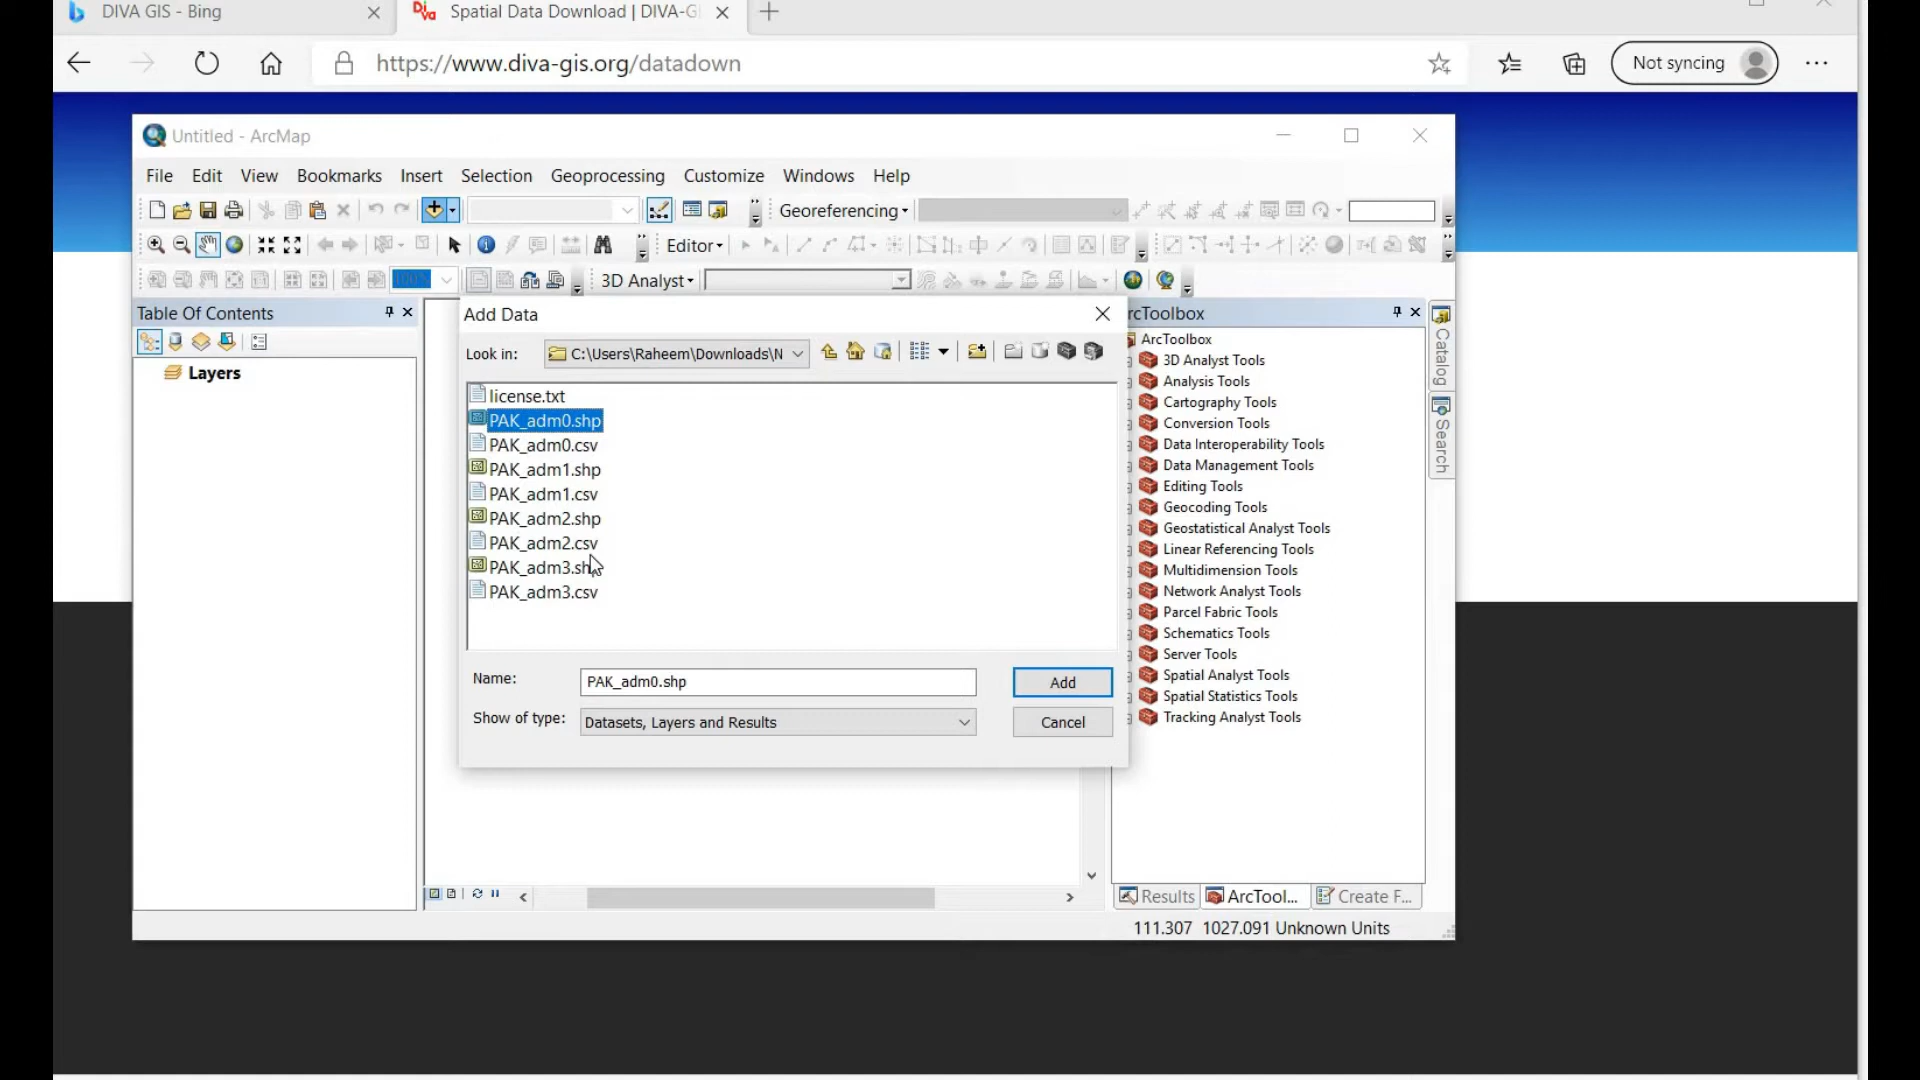 DIVA GIS - Bing
Spatial Data Download | DIVA-G
https://www.diva-gis.org/datadown
Not syncing
Untitled - ArcMap
File Edit View Bookmarks Insert Selection Geoprocessing Customize Windows Help
Georeferencing
Editor
100%
3D Analyst
Table Of Contents
Layers
Add Data
Look in: C:\Users\Raheem\Downloads\N
license.txt
PAK_adm0.shp
PAK_adm0.csv
PAK_adm1.shp
PAK_adm1.csv
PAK_adm2.shp
PAK_adm2.csv
PAK_adm3.shp
PAK_adm3.csv
Name: PAK_adm0.shp
Add
Show of type: Datasets, Layers and Results
Cancel
rcToolbox
ArcToolbox
3D Analyst Tools
Analysis Tools
Cartography Tools
Conversion Tools
Data Interoperability Tools
Data Management Tools
Editing Tools
Geocoding Tools
Geostatistical Analyst Tools
Linear Referencing Tools
Multidimension Tools
Network Analyst Tools
Parcel Fabric Tools
Schematics Tools
Server Tools
Spatial Analyst Tools
Spatial Statistics Tools
Tracking Analyst Tools
Catalog
Search
Results ArcTool... Create F...
111.307 1027.091 Unknown Units